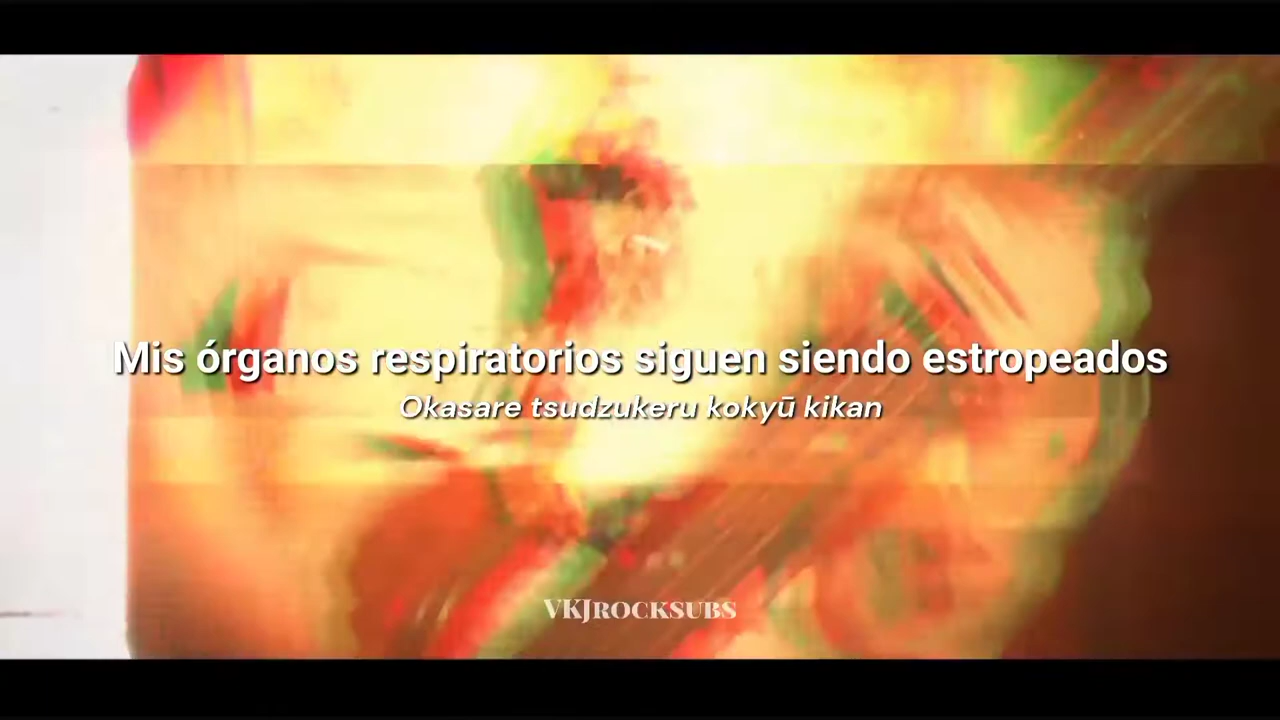 Mis órganos respiratorios siguen siendo estropeados
Okasare tsudzukeru kokyū kikan
VKJROCKSUBS